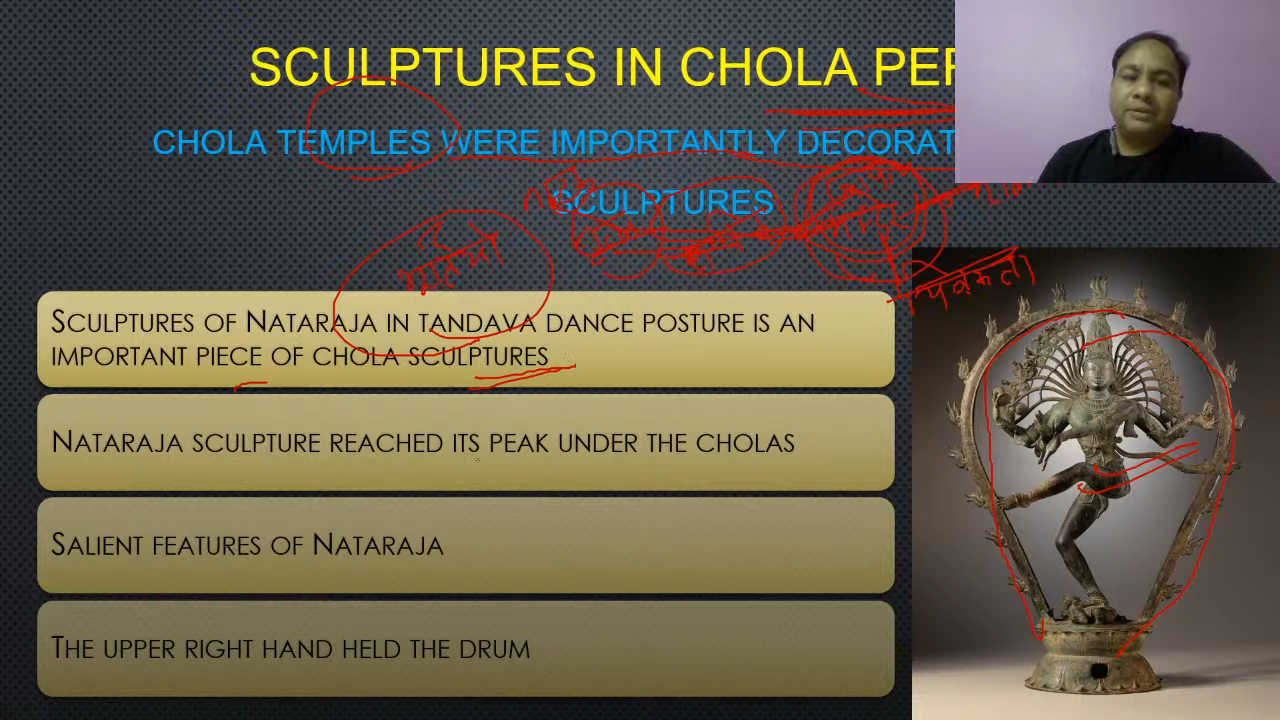 SCULPTURES IN CHOLA PER
CHOLA TEMPLES WERE IMPORTANTLY DECORAT
SCULPTURES
SCULPTURES OF NATARAJA IN TANDAVA DANCE POSTURE IS AN
IMPORTANT PIECE OF CHOLA SCULPTURES
NATARAJA SCULPTURE REACHED ITS PEAK UNDER THE CHOLAS
SALIENT FEATURES OF NATARAJA
THE UPPER RIGHT HAND HELD THE DRUM